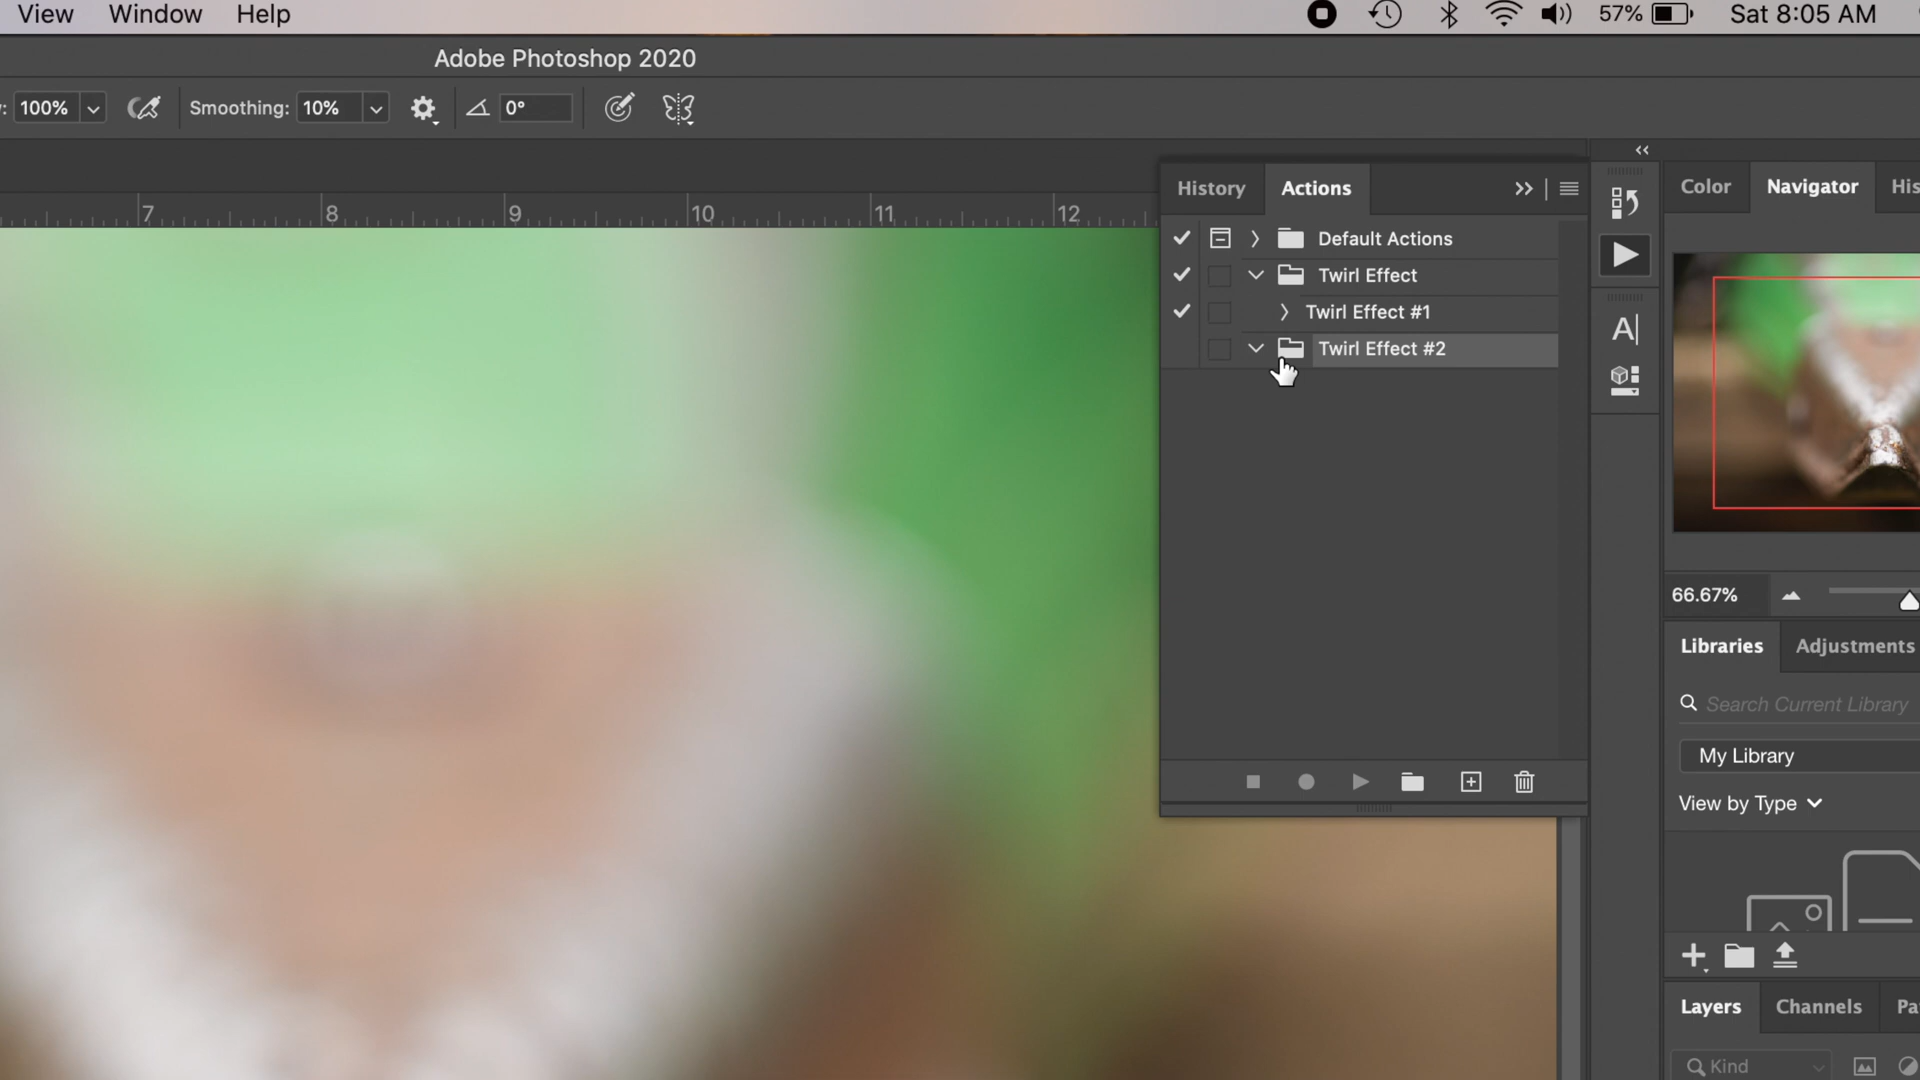 View Window Help 57% Sat 8:05 AM
Adobe Photoshop 2020
: 100% Smoothing: 10% 0°
History Actions Color Navigator His
7 8 9 10 11 12
Default Actions
Twirl Effect
Twirl Effect #1
Twirl Effect #2
66.67%
Libraries Adjustments
Search Current Library
My Library
View by Type
Layers Channels Pa
Kind